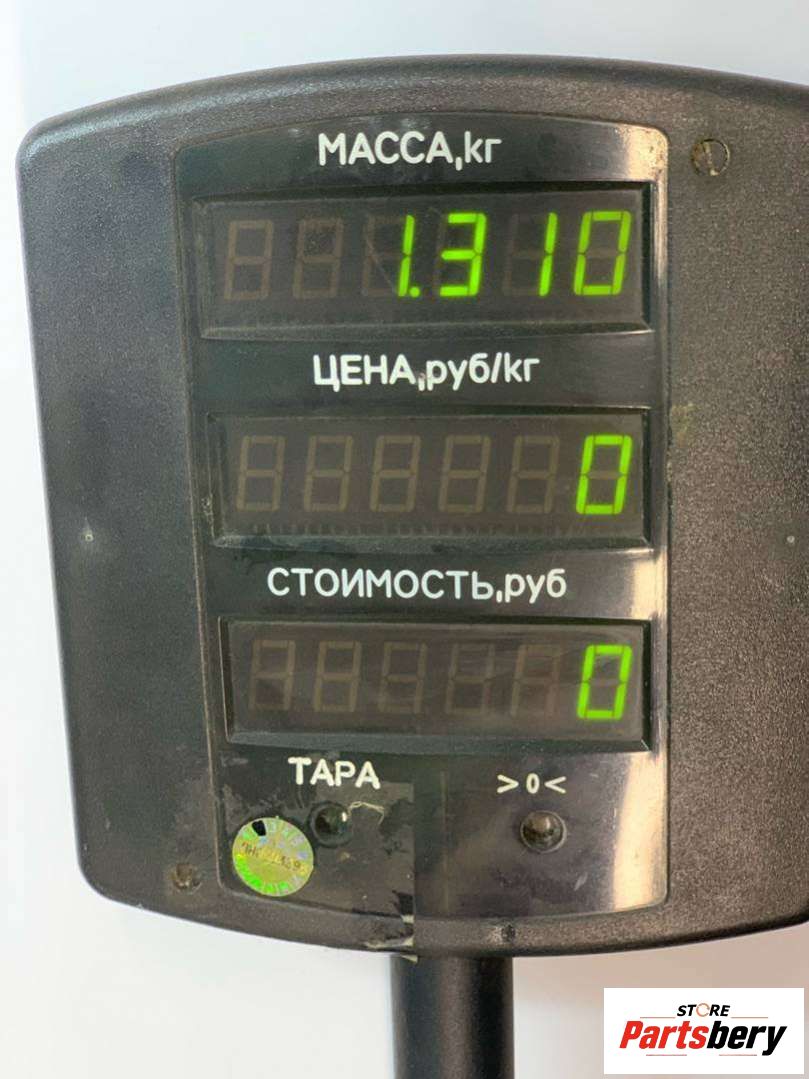 МАССА,кг
1.310
ЦЕНА,руб/кг
0
СТОИМОСТЬ,руб
0
ТАРА >0<
STORE
Partsbery